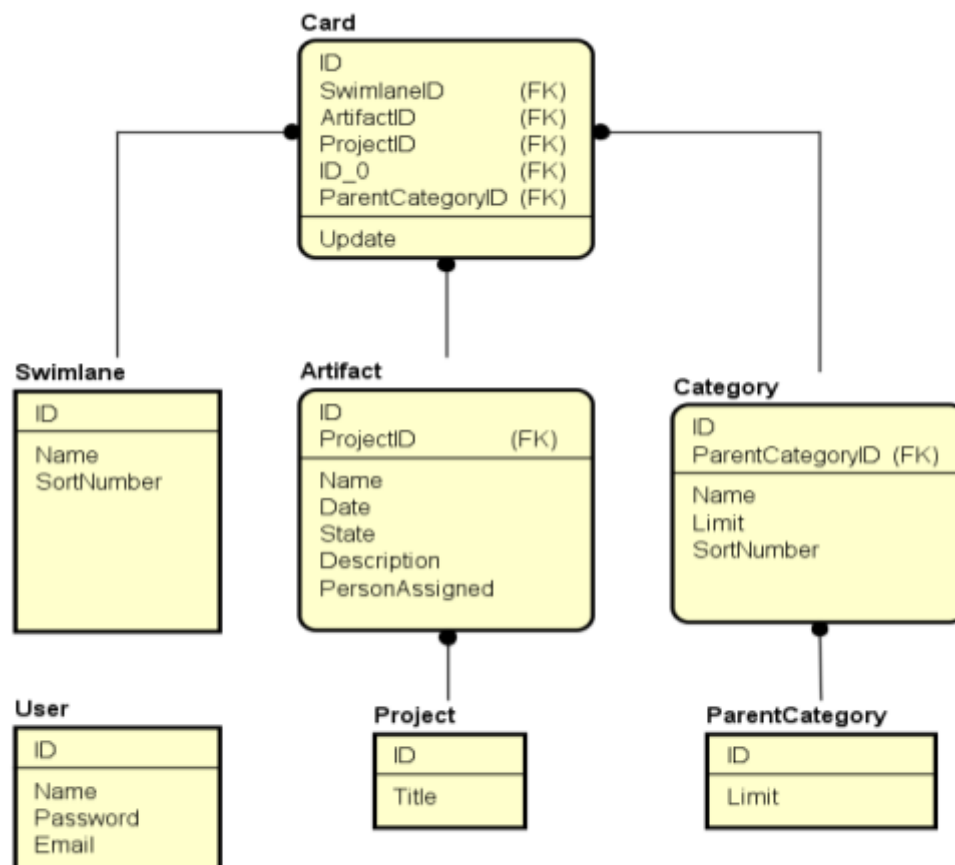 Card
ID
SwimlaneID (FK)
ArtifactID (FK)
ProjectID (FK)
ID_0 (FK)
ParentCategoryID (FK)
Update
Swimlane
ID
Name
SortNumber
Artifact
ID
ProjectID (FK)
Name
Date
State
Description
PersonAssigned
Category
ID
ParentCategoryID (FK)
Name
Limit
SortNumber
User
ID
Name
Password
Email
Project
ID
Title
ParentCategory
ID
Limit